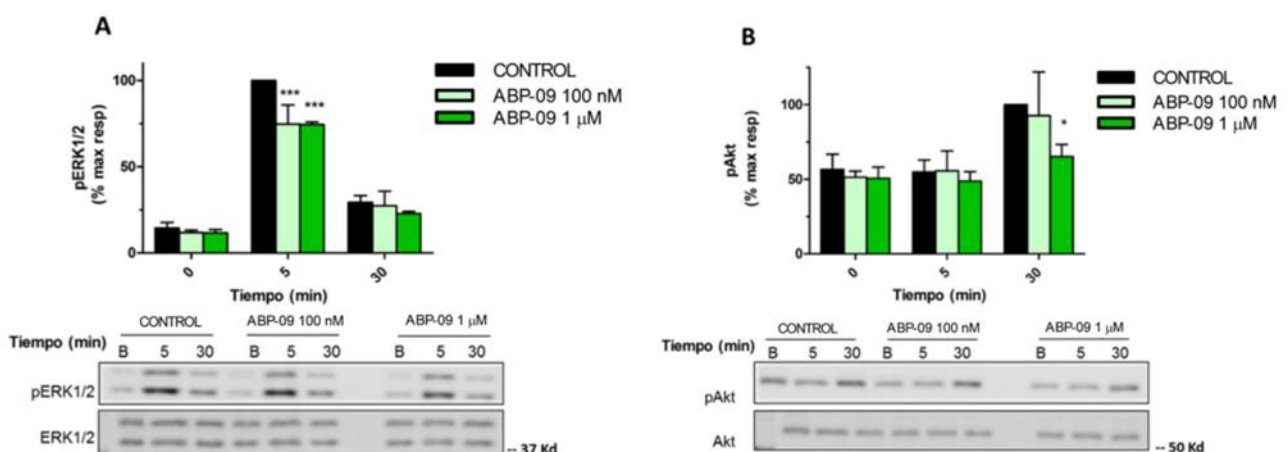 A
pERK1/2
(% max resp)
100
50
0
***
***
0
5
30
Tiempo (min)
CONTROL
ABP-09 100 nM
ABP-09 1 µM
CONTROL
ABP-09 100 nM
ABP-09 1 µM
Tiempo (min)
B 5 30 B 5 30 B 5 30
pERK1/2
ERK1/2
-- 37 Kd
B
pAkt
(% max resp)
100
50
0
*
0
5
30
Tiempo (min)
CONTROL
ABP-09 100 nM
ABP-09 1 µM
CONTROL
ABP-09 100 nM
ABP-09 1 µM
Tiempo (min)
B 5 30 B 5 30 B 5 30
pAkt
Akt
-- 50 Kd